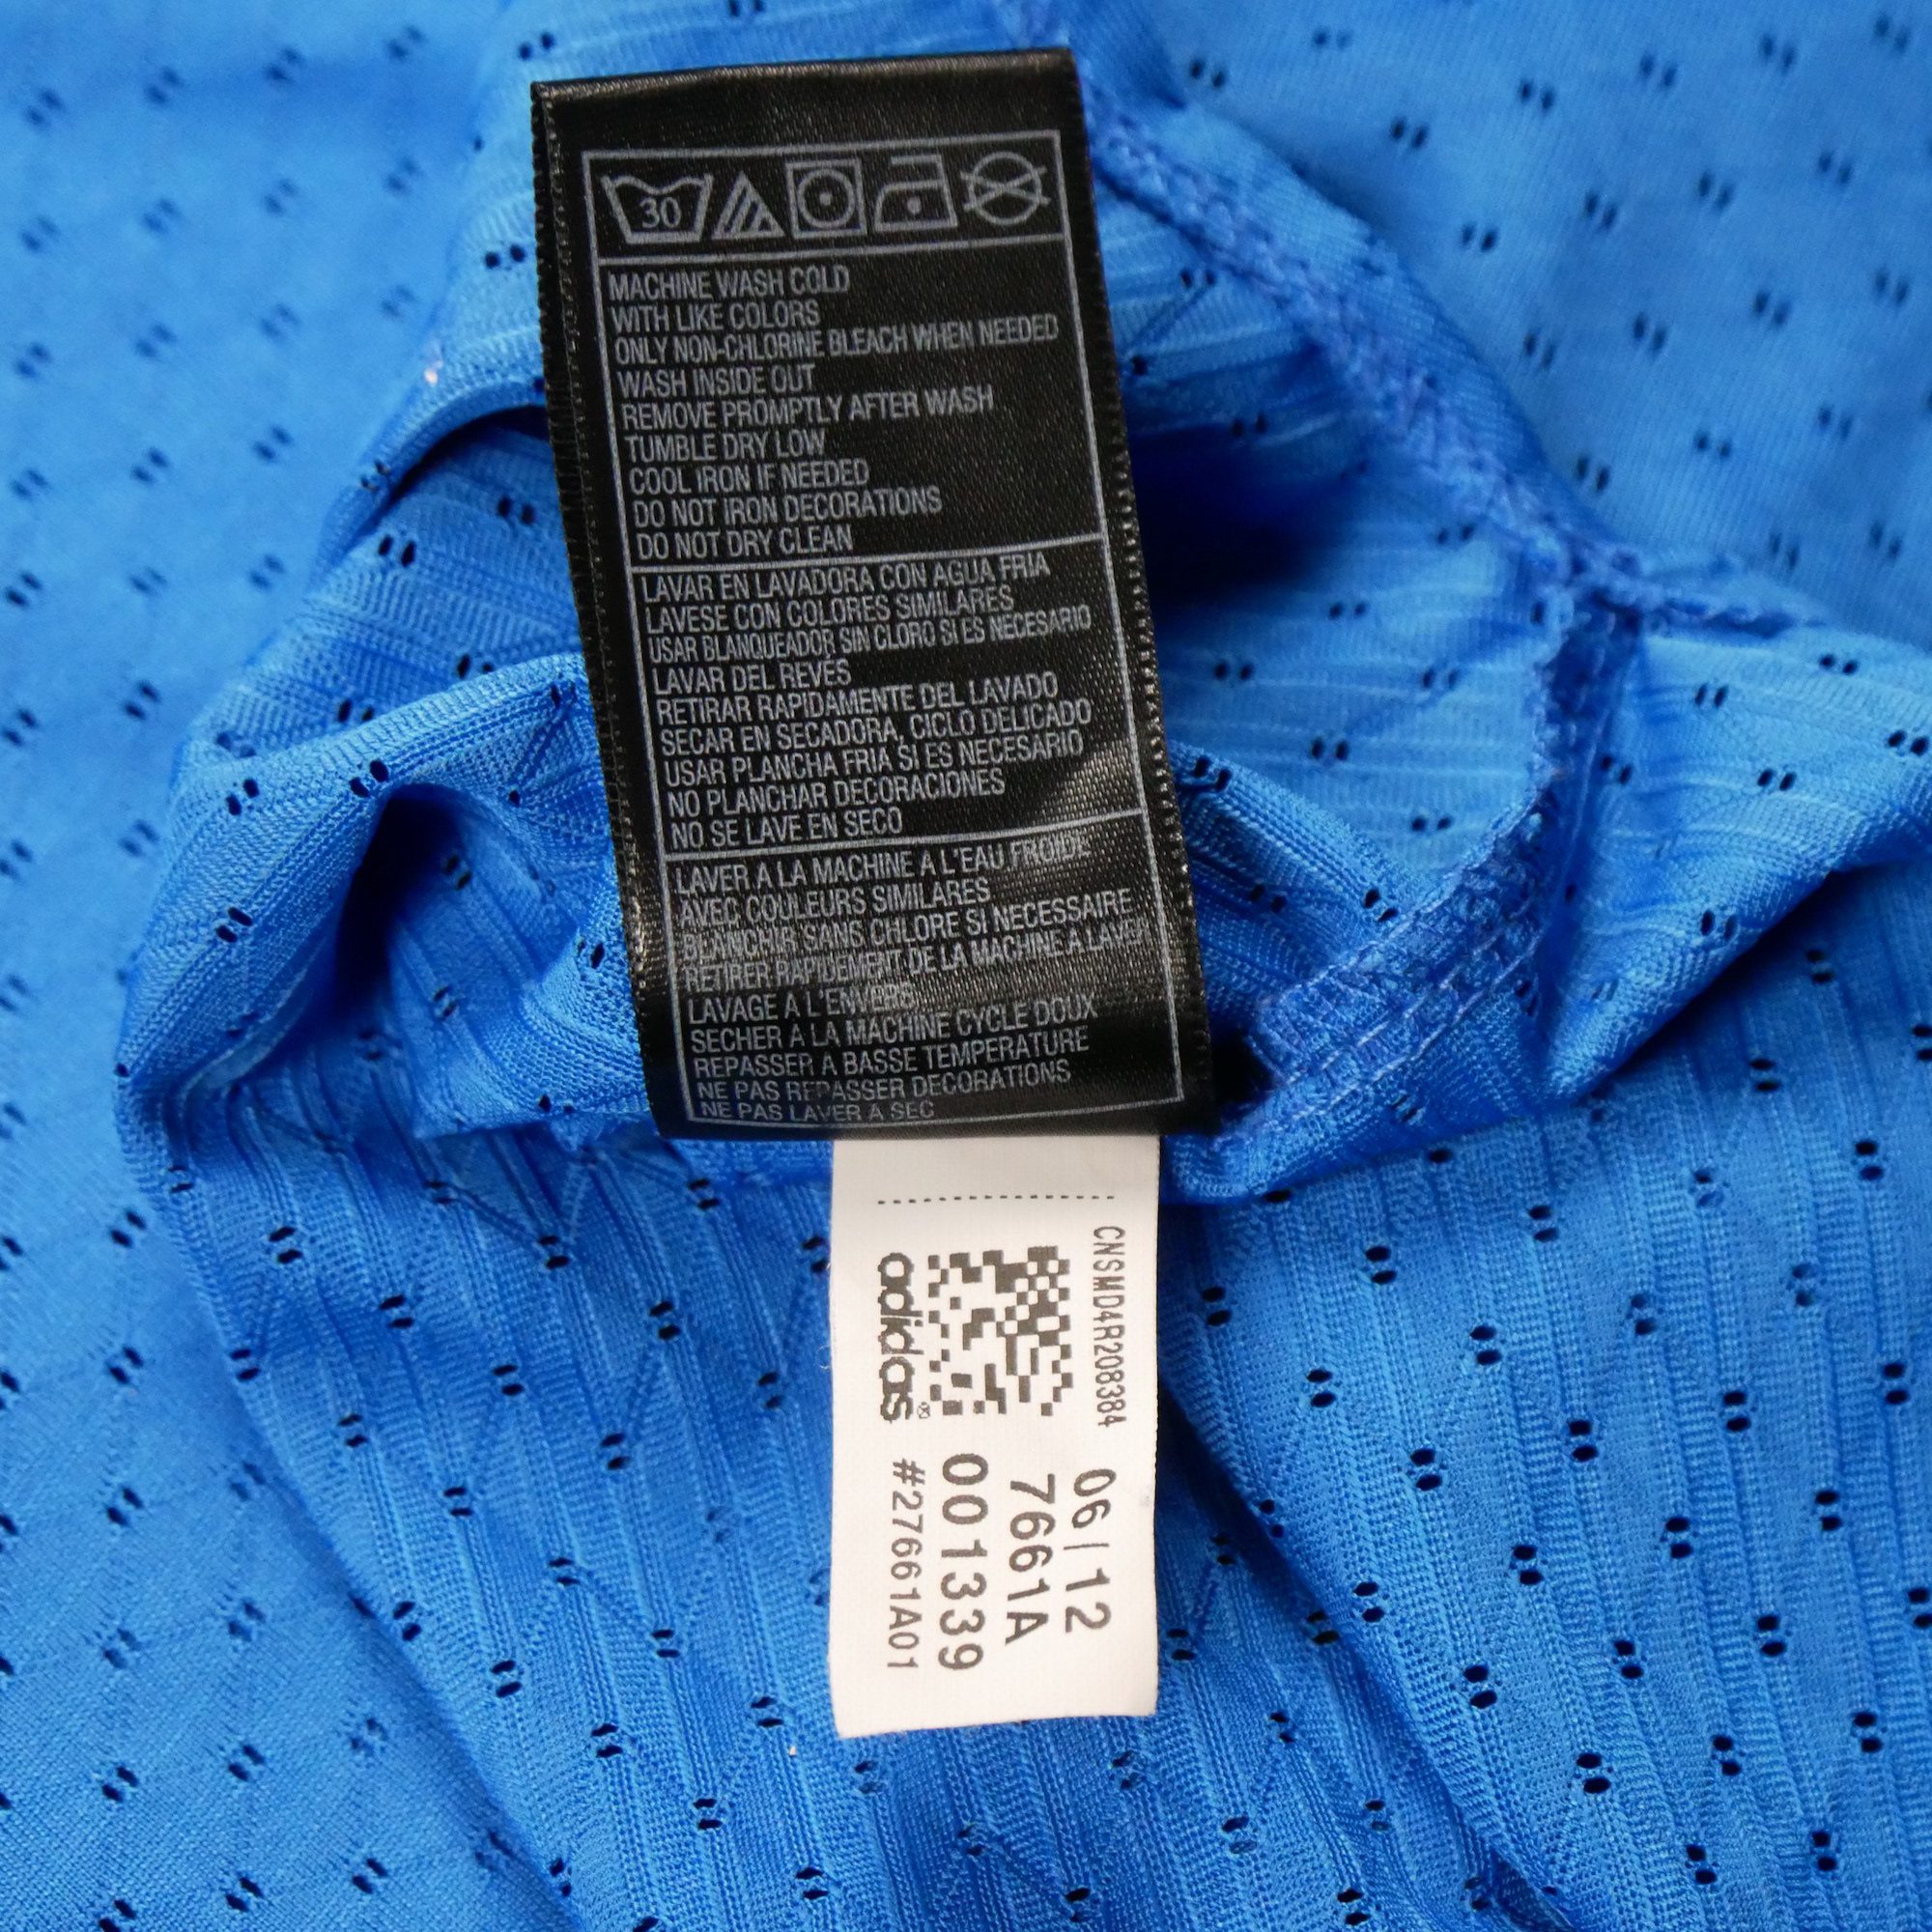 30
MACHINE WASH COLD
WITH LIKE COLORS
ONLY NON-CHLORINE BLEACH WHEN NEEDED
WASH INSIDE OUT
REMOVE PROMPTLY AFTER WASH
TUMBLE DRY LOW
COOL IRON IF NEEDED
DO NOT IRON DECORATIONS
DO NOT DRY CLEAN
LAVAR EN LAVADORA CON AGUA FRIA
LAVESE CON COLORES SIMILARES
USAR BLANQUEADOR SIN CLORO SI ES NECESARIO
LAVAR DEL REVÉS
RETIRAR RAPIDAMENTE DEL LAVADO
SECAR EN SECADORA, CICLO DELICADO
USAR PLANCHA FRIA SI ES NECESARIO
NO PLANCHAR DECORACIONES
NO SE LAVE EN SECO
LAVER A LA MACHINE A L'EAU FROIDE
AVEC COULEURS SIMILARES
BLANCHIR SANS CHLORE SI NECESSAIRE
RETIRER RAPIDEMENT DE LA MACHINE A LAVER
LAVAGE A L'ENVERS
SECHER A LA MACHINE CYCLE DOUX
REPASSER A BASSE TEMPERATURE
NE PAS REPASSER DECORATIONS
NE PAS LAVER A SEC
CNSMD4R208384
adidas®
06/12
7661A
001339
#27661A01